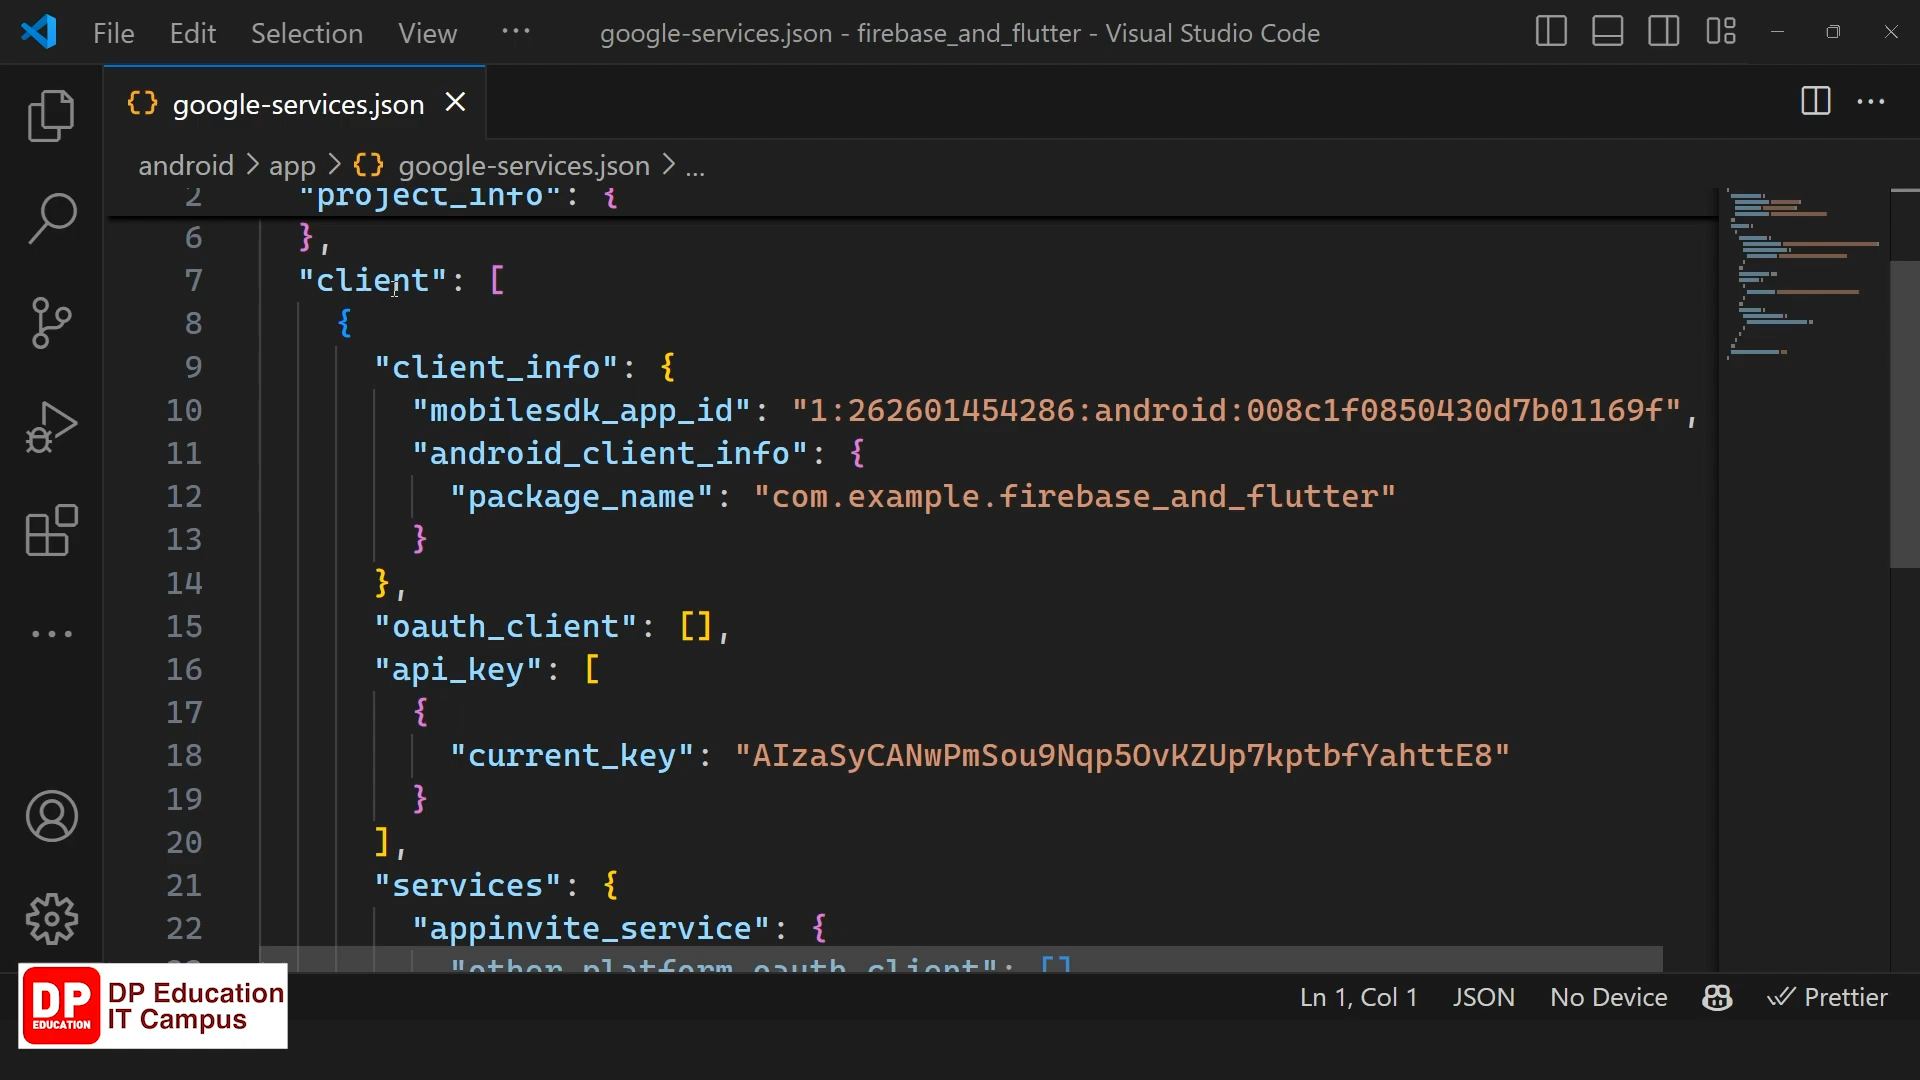 File Edit Selection View ··· google-services.json - firebase_and_flutter - Visual Studio Code
{} google-services.json
android > app > {} google-services.json > ...
2 "project_info": {
6 },
7 "client": [
8 {
9 "client_info": {
10 "mobilesdk_app_id": "1:262601454286:android:008c1f0850430d7b01169f",
11 "android_client_info": {
12 "package_name": "com.example.firebase_and_flutter"
13 }
14 },
15 "oauth_client": [],
16 "api_key": [
17 {
18 "current_key": "AIzaSyCANwPmSou9Nqp5OvKZUp7kptbfYahttE8"
19 }
20 ],
21 "services": {
22 "appinvite_service": {
"other_platform_oauth_client": []
Ln 1, Col 1 JSON No Device Prettier
DP EDUCATION
DP Education
IT Campus